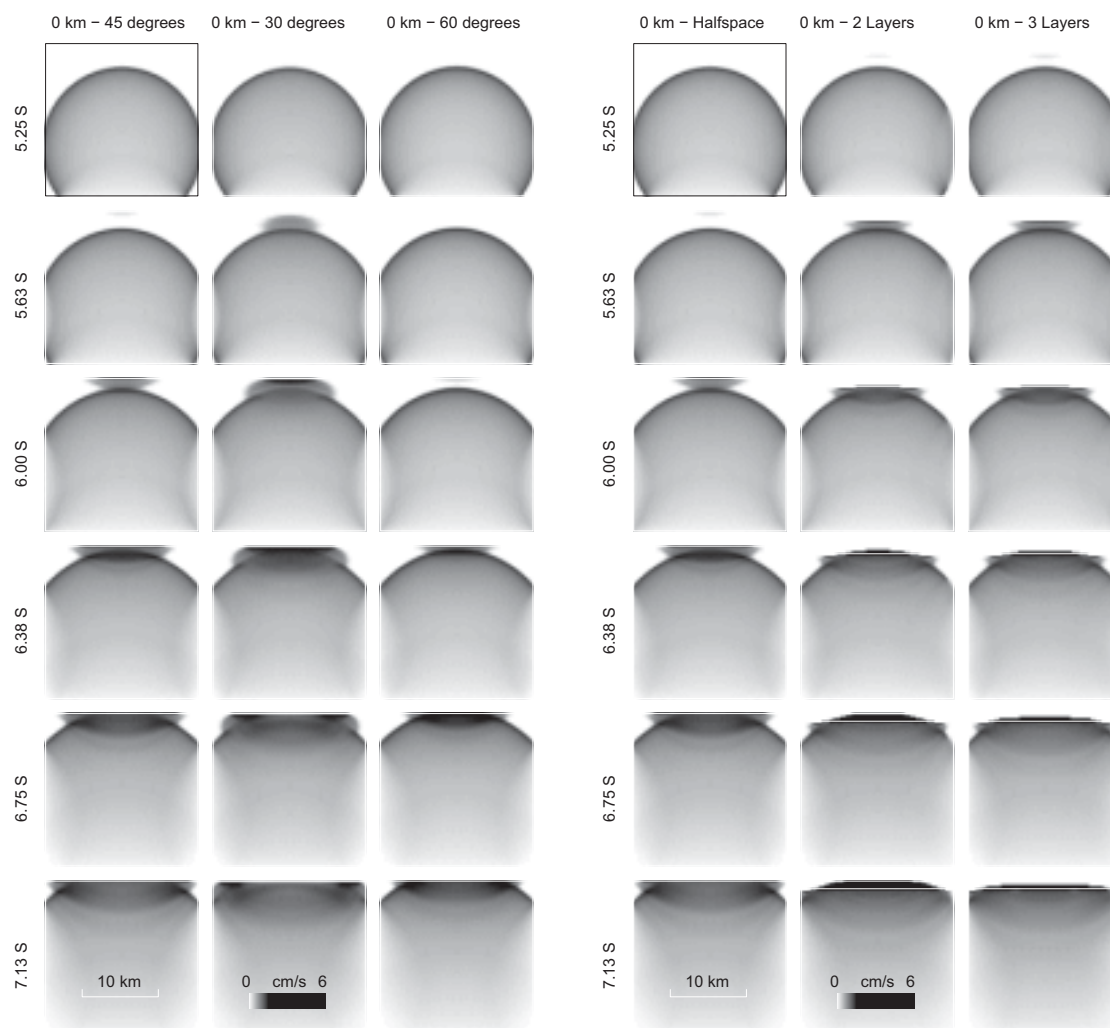 0 km − 45 degrees 0 km − 30 degrees 0 km − 60 degrees 0 km − Halfspace 0 km − 2 Layers 0 km − 3 Layers
5.25 S 5.25 S
5.63 S 5.63 S
6.00 S 6.00 S
6.38 S 6.38 S
6.75 S 6.75 S
7.13 S 7.13 S
10 km 0 cm/s 6 10 km 0 cm/s 6